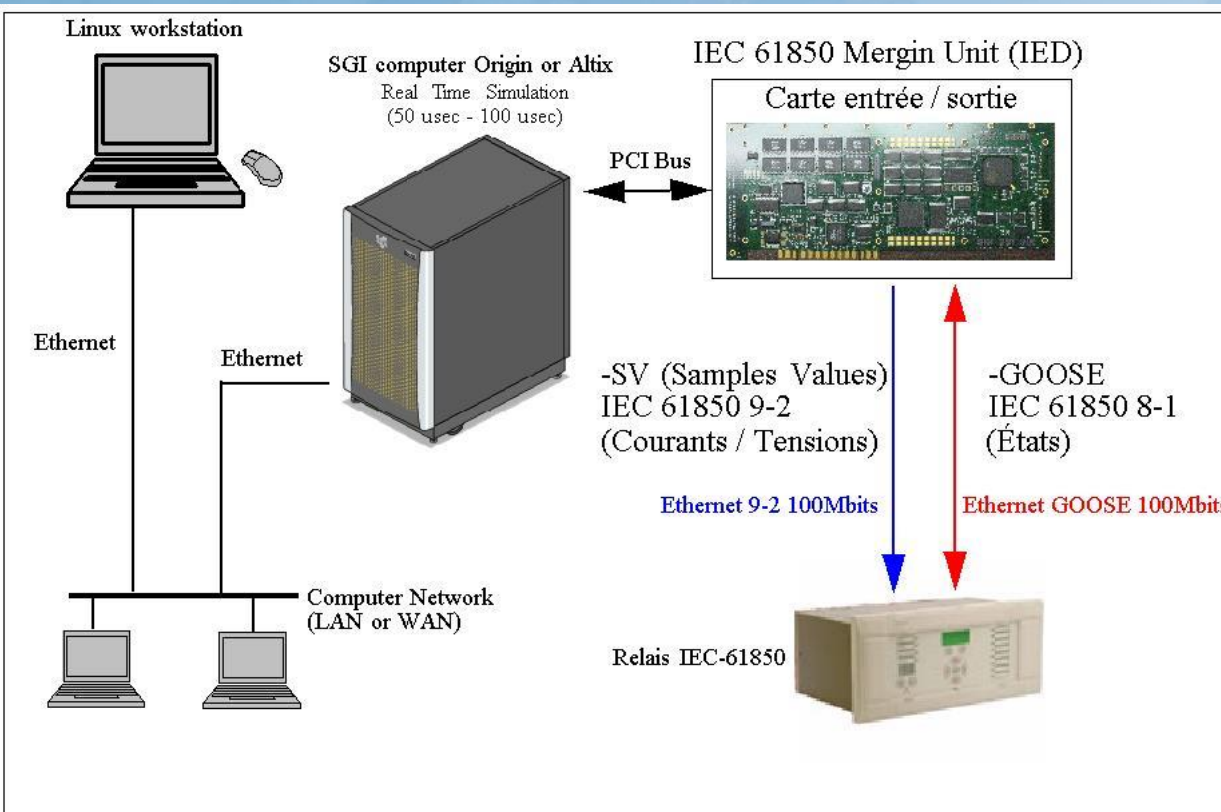 Linux workstation
SGI computer Origin or Altix
Real Time Simulation
(50 usec - 100 usec)
IEC 61850 Mergin Unit (IED)
Carte entrée / sortie
PCI Bus
Ethernet
Ethernet
-SV (Samples Values)
IEC 61850 9-2
(Courants / Tensions)
-GOOSE
IEC 61850 8-1
(États)
Ethernet 9-2 100Mbits
Ethernet GOOSE 100Mbits
Computer Network
(LAN or WAN)
Relais IEC-61850